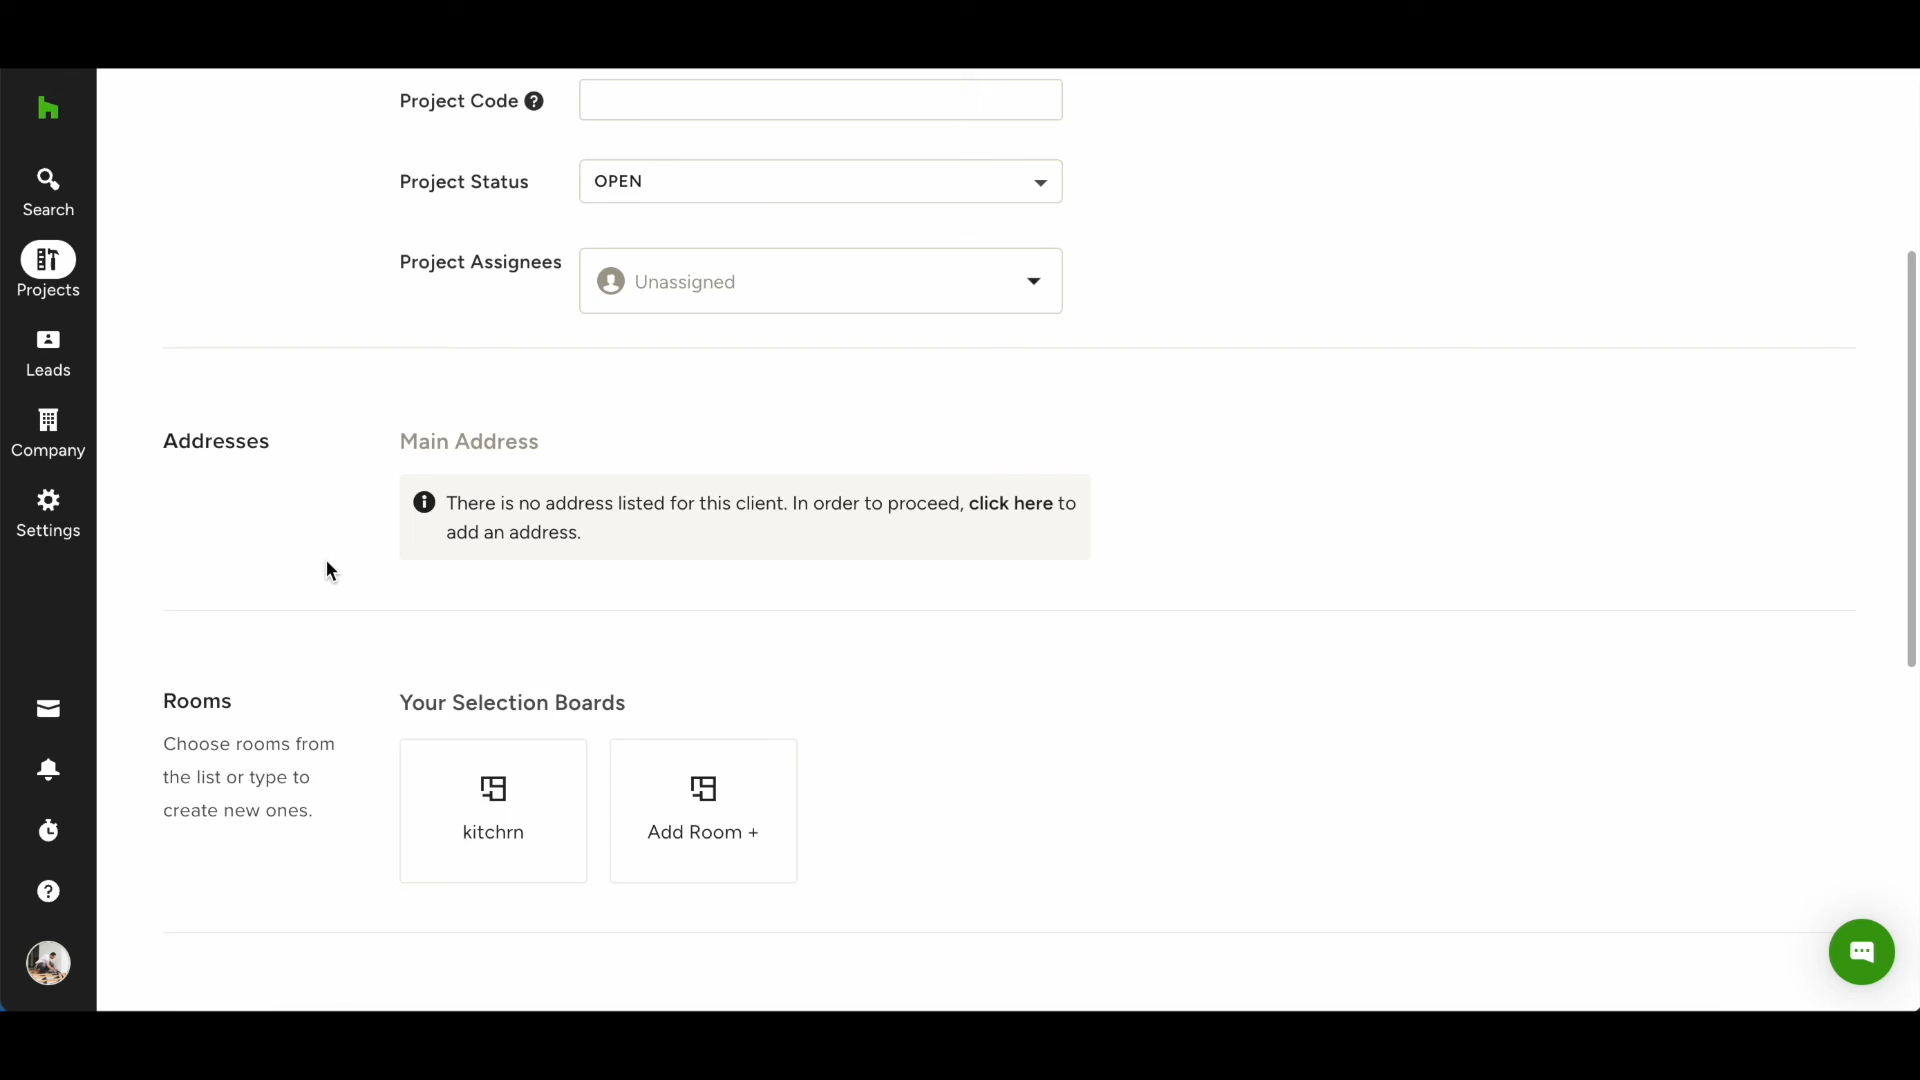 Search
Projects
Leads
Company
Settings
Project Code
Project Status
OPEN
Project Assignees
Unassigned
Addresses
Main Address
There is no address listed for this client. In order to proceed, click here to
add an address.
Rooms
Choose rooms from
the list or type to
create new ones.
Your Selection Boards
kitchrn
Add Room +